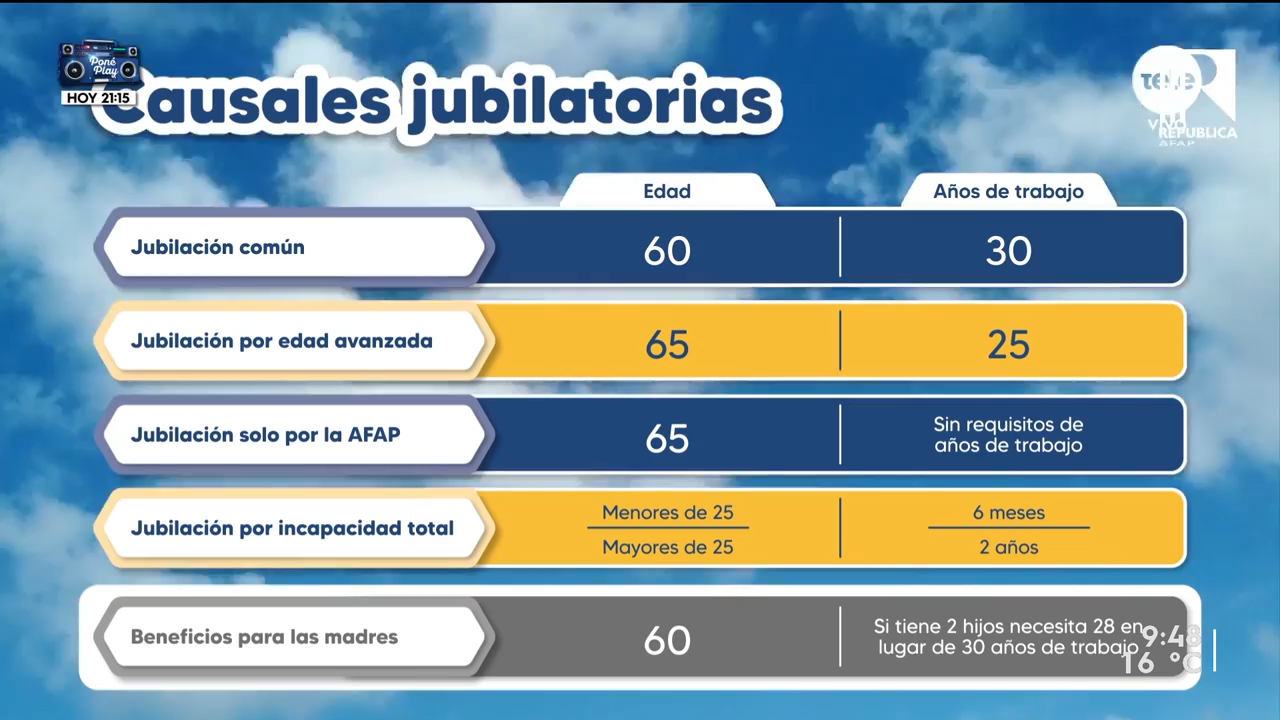 Poné
Play
HOY 21:15
Causales jubilatorias
tele
VIVO
REPUBLICA
AFAP
Edad
Años de trabajo
Jubilación común
60
30
Jubilación por edad avanzada
65
25
Jubilación solo por la AFAP
65
Sin requisitos de
años de trabajo
Jubilación por incapacidad total
Menores de 25
6 meses
Mayores de 25
2 años
Beneficios para las madres
60
Si tiene 2 hijos necesita 28 en
lugar de 30 años de trabajo
9:48
16 °C